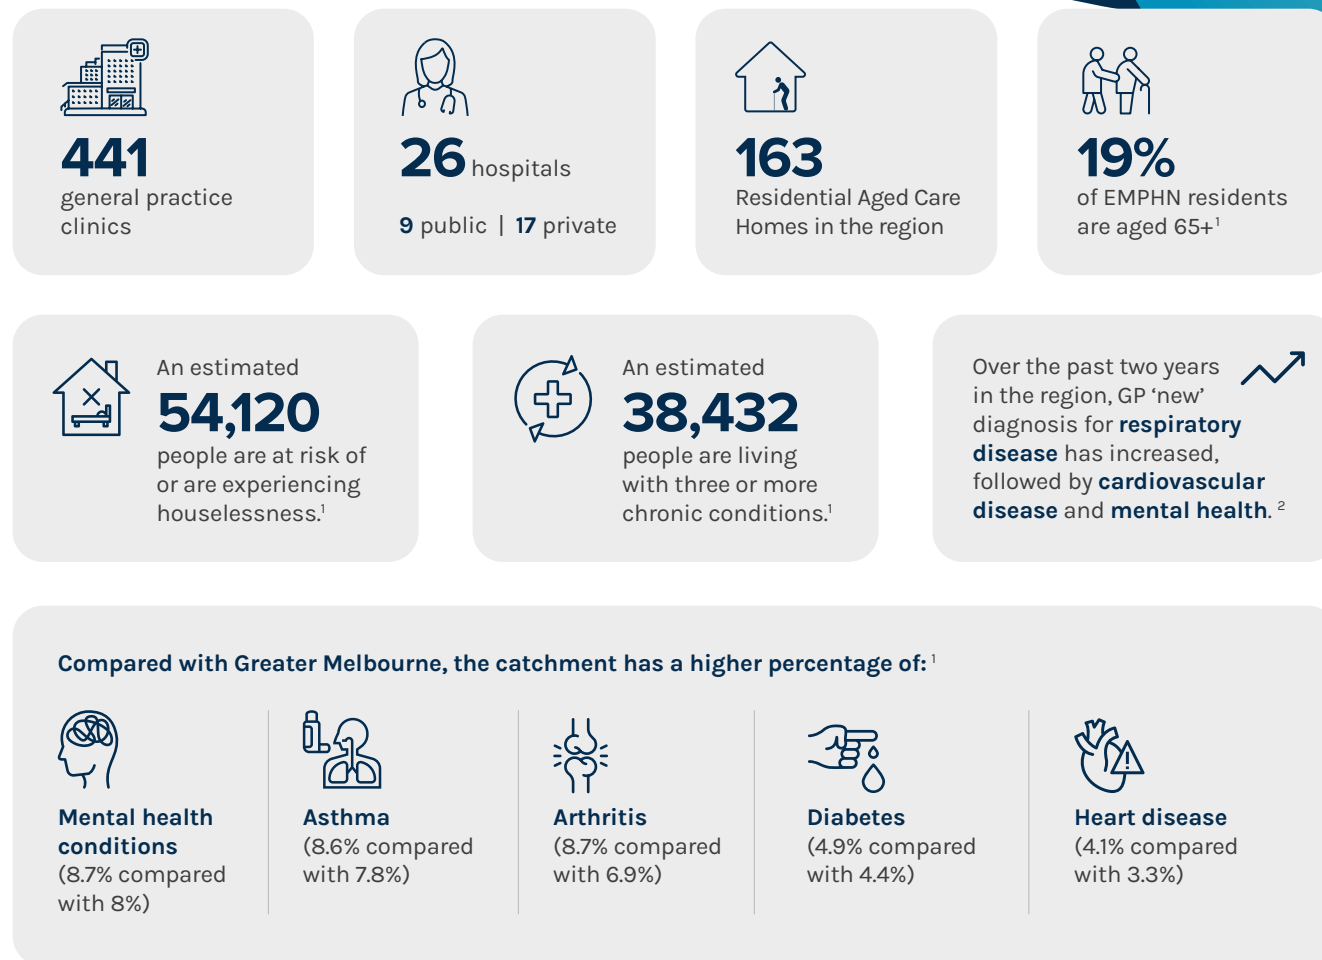 441
general practice
clinics
26 hospitals
9 public | 17 private
163
Residential Aged Care
Homes in the region
19%
of EMPHN residents
are aged 65+¹
An estimated
54,120
people are at risk of
or are experiencing
houselessness.¹
An estimated
38,432
people are living
with three or more
chronic conditions.¹
Over the past two years
in the region, GP ‘new’
diagnosis for respiratory
disease has increased,
followed by cardiovascular
disease and mental health. ²
Compared with Greater Melbourne, the catchment has a higher percentage of: ¹
Mental health
conditions
(8.7% compared
with 8%)
Asthma
(8.6% compared
with 7.8%)
Arthritis
(8.7% compared
with 6.9%)
Diabetes
(4.9% compared
with 4.4%)
Heart disease
(4.1% compared
with 3.3%)